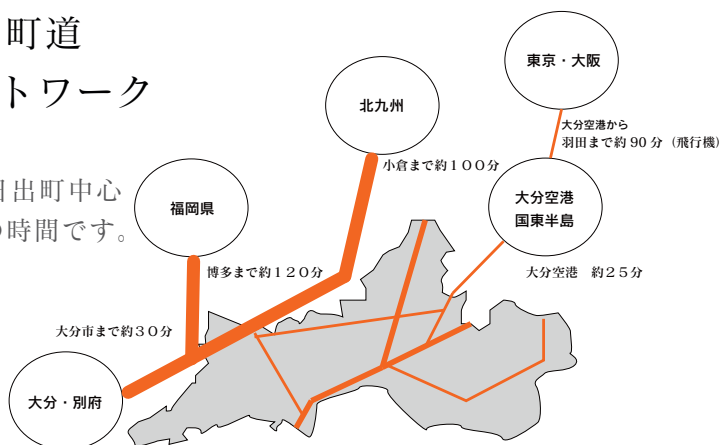 町道
トワーク
日出町中心
の時間です。
東京・大阪
大分空港から
羽田まで約90分（飛行機）
北九州
小倉まで約１００分
大分空港
国東半島
大分空港　約２５分
福岡県
博多まで約１２０分
大分市まで約３０分
大分・別府